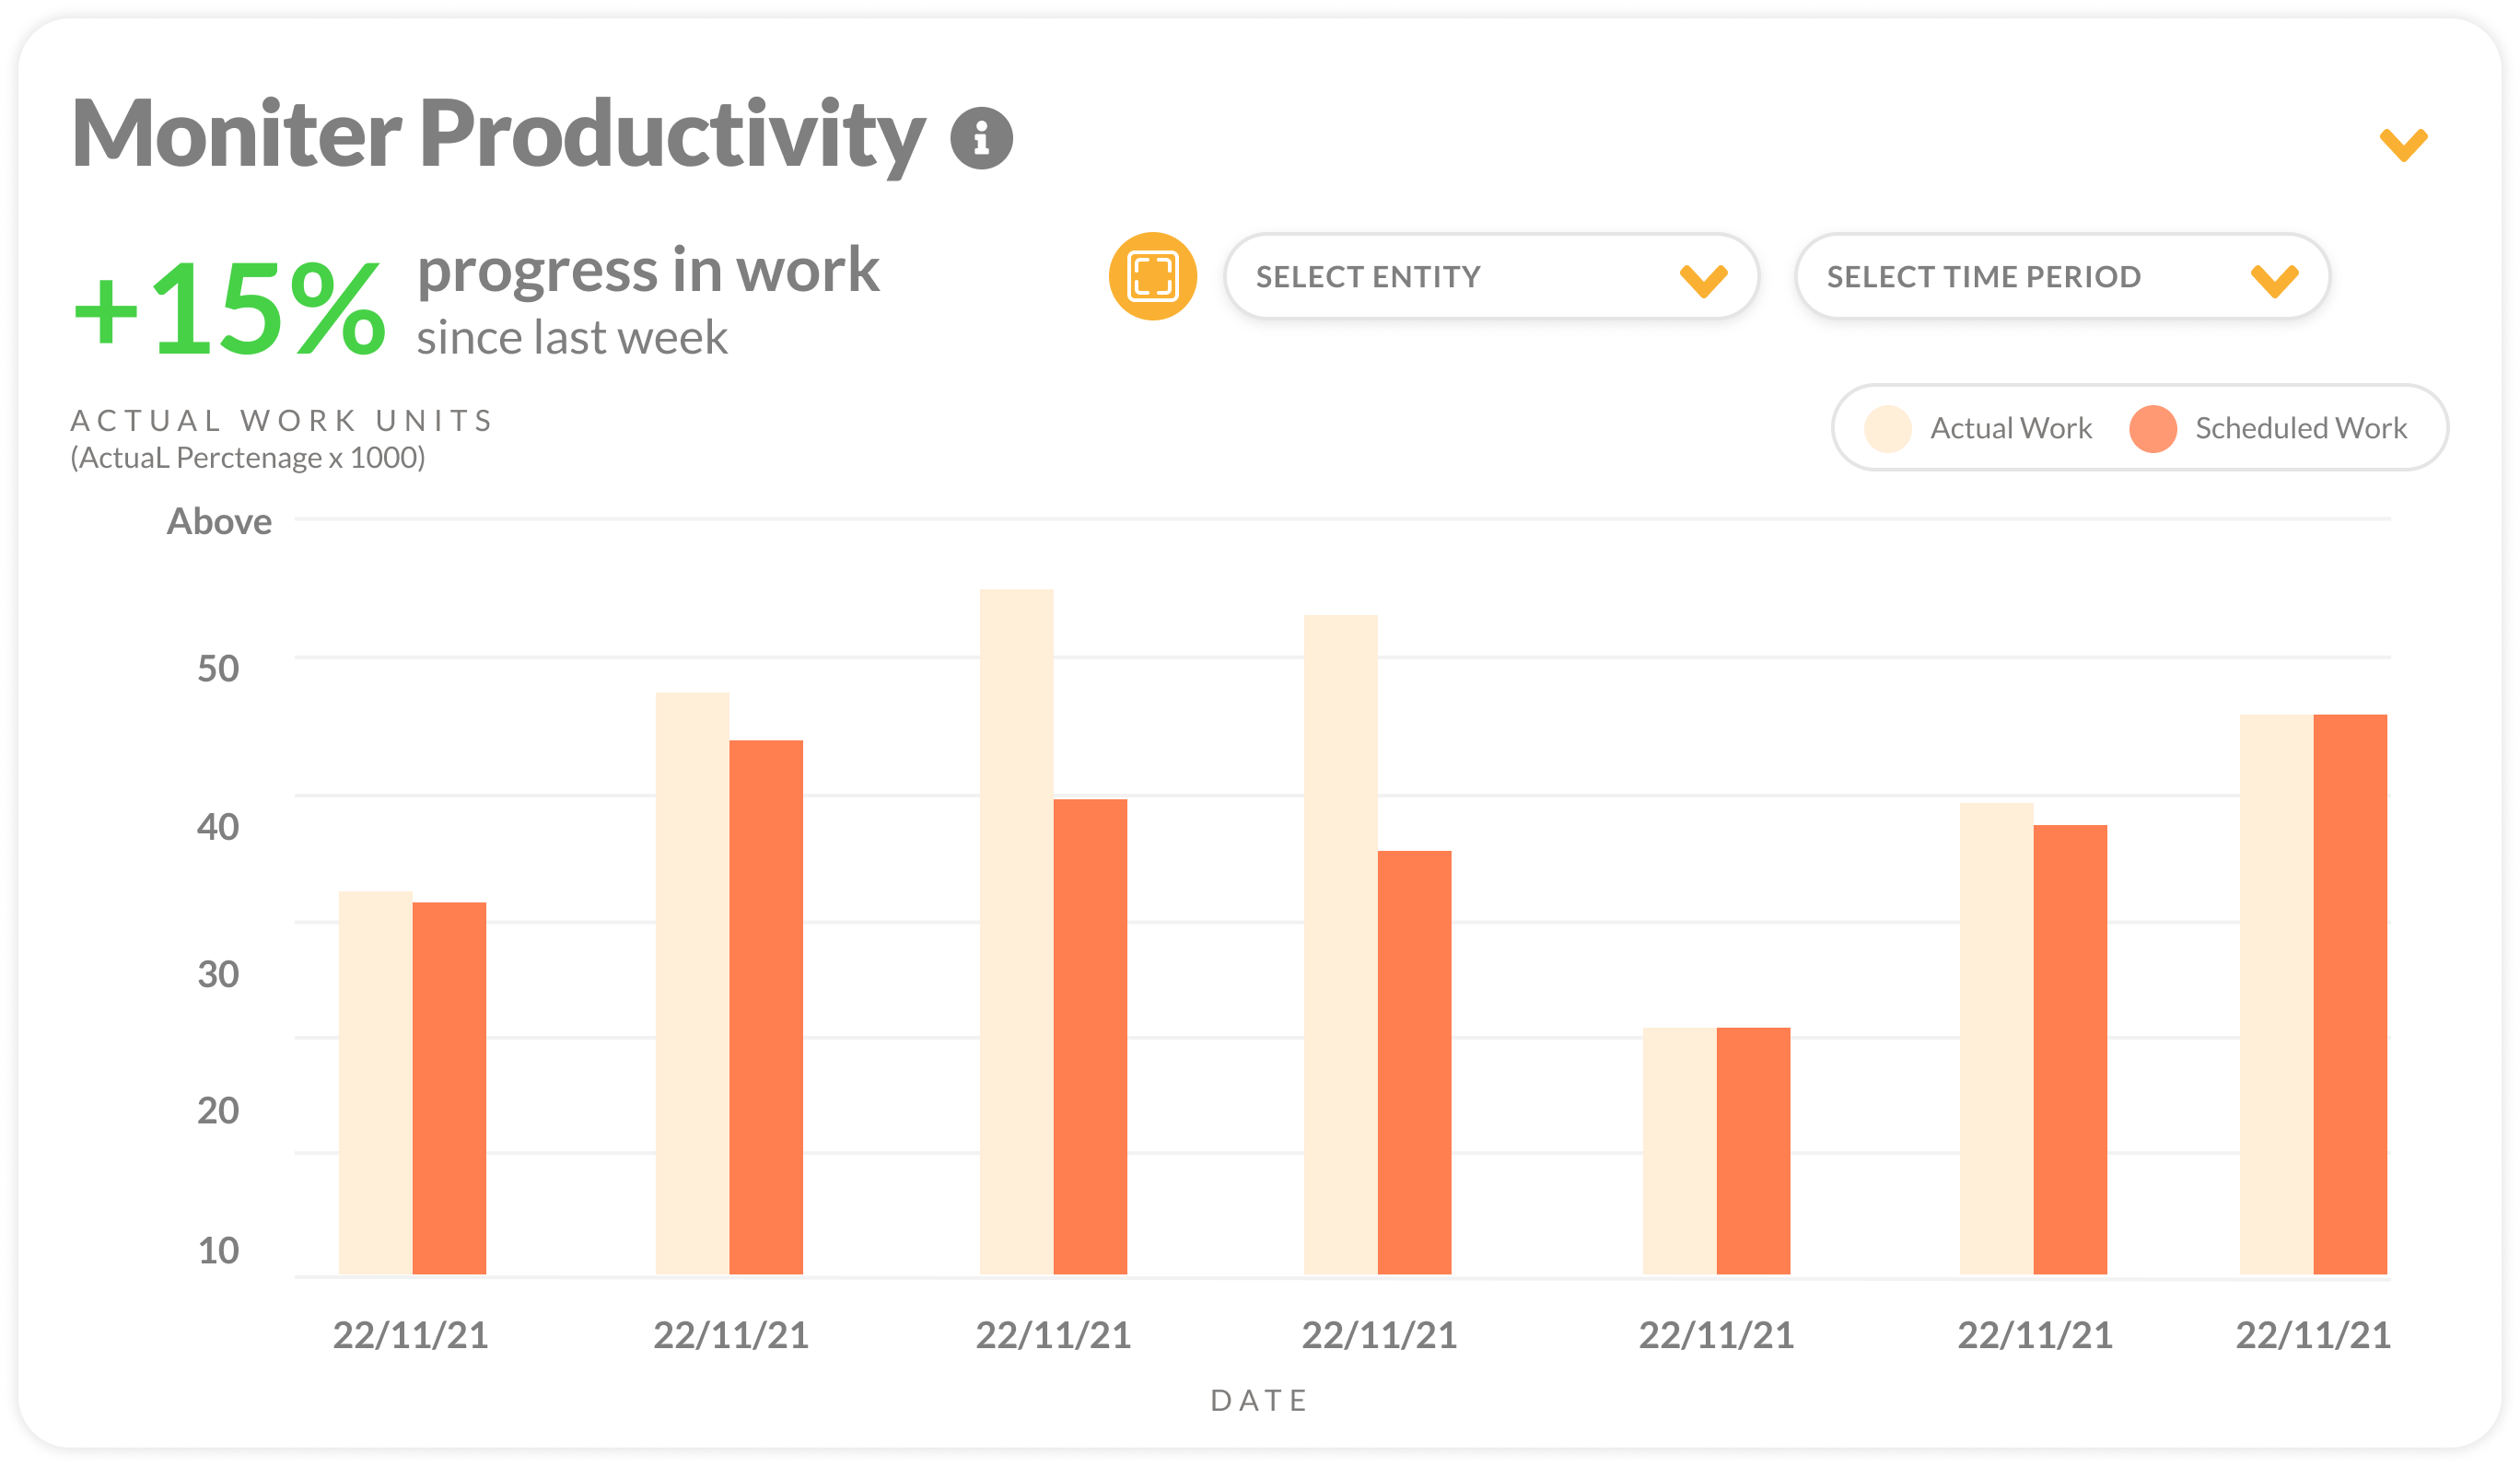 Moniter Productivity
+15% progress in work
since last week
SELECT ENTITY
SELECT TIME PERIOD
ACTUAL WORK UNITS
(ActuaL Perctenage x 1000)
Actual Work
Scheduled Work
Above
50
40
30
20
10
22/11/21 22/11/21 22/11/21 22/11/21 22/11/21 22/11/21 22/11/21
DATE